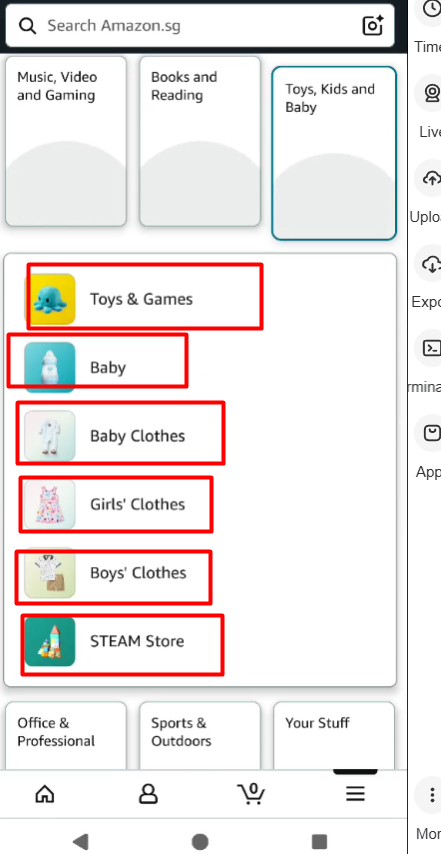 Search Amazon.sg
Music, Video
and Gaming
Books and
Reading
Toys, Kids and
Baby
Toys & Games
Baby
Baby Clothes
Girls' Clothes
Boys' Clothes
STEAM Store
Office &
Professional
Sports &
Outdoors
Your Stuff
0